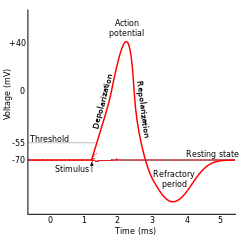 Action
potential
Voltage (mV)
+40
Depolarization
Repolarization
0
-55
Threshold
-70
Resting state
Stimulus
Refractory
period
0 1 2 3 4 5
Time (ms)